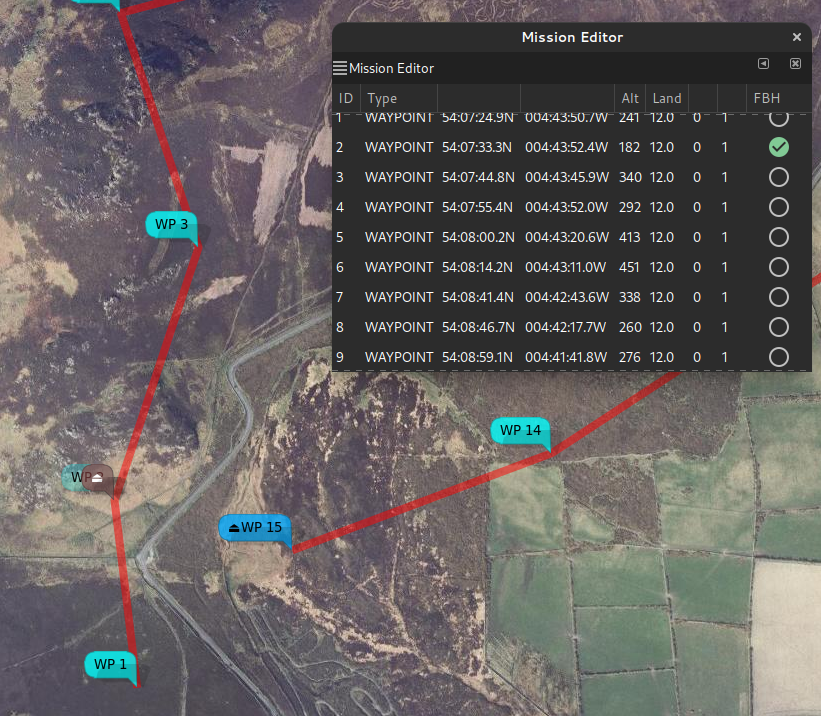 Mission Editor
Mission Editor
ID Type Alt Land FBH
1 WAYPOINT 54:07:24.9N 004:43:50.7W 241 12.0 0 1
2 WAYPOINT 54:07:33.3N 004:43:52.4W 182 12.0 0 1
3 WAYPOINT 54:07:44.8N 004:43:45.9W 340 12.0 0 1
4 WAYPOINT 54:07:55.4N 004:43:52.0W 292 12.0 0 1
5 WAYPOINT 54:08:00.2N 004:43:20.6W 413 12.0 0 1
6 WAYPOINT 54:08:14.2N 004:43:11.0W 451 12.0 0 1
7 WAYPOINT 54:08:41.4N 004:42:43.6W 338 12.0 0 1
8 WAYPOINT 54:08:46.7N 004:42:17.7W 260 12.0 0 1
9 WAYPOINT 54:08:59.1N 004:41:41.8W 276 12.0 0 1
WP 3
WP 14
WP 15
WP 1